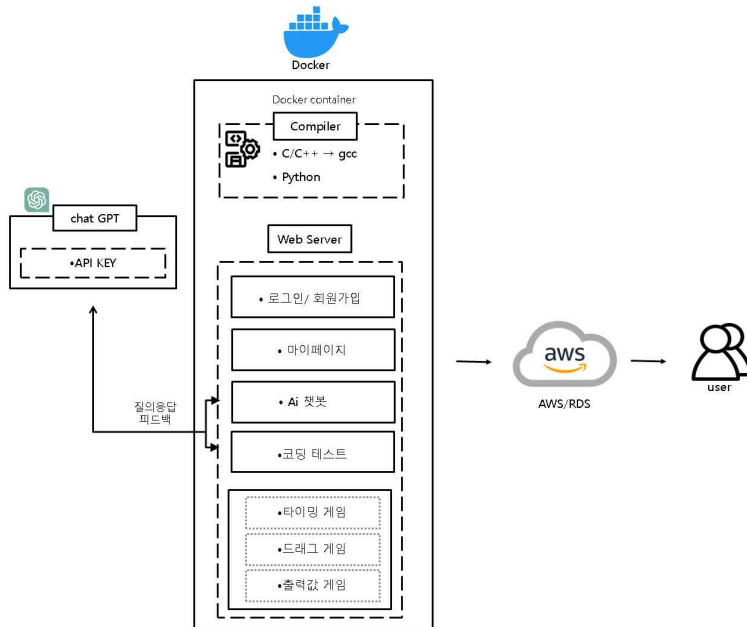 Docker
Docker container
Compiler
• C/C++ → gcc
• Python
chat GPT
•API KEY
Web Server
• 로그인/ 회원가입
• 마이페이지
• Ai 챗봇
•코딩 테스트
질의응답
피드백
•타이밍 게임
•드래그 게임
•출력값 게임
aws
AWS/RDS
user